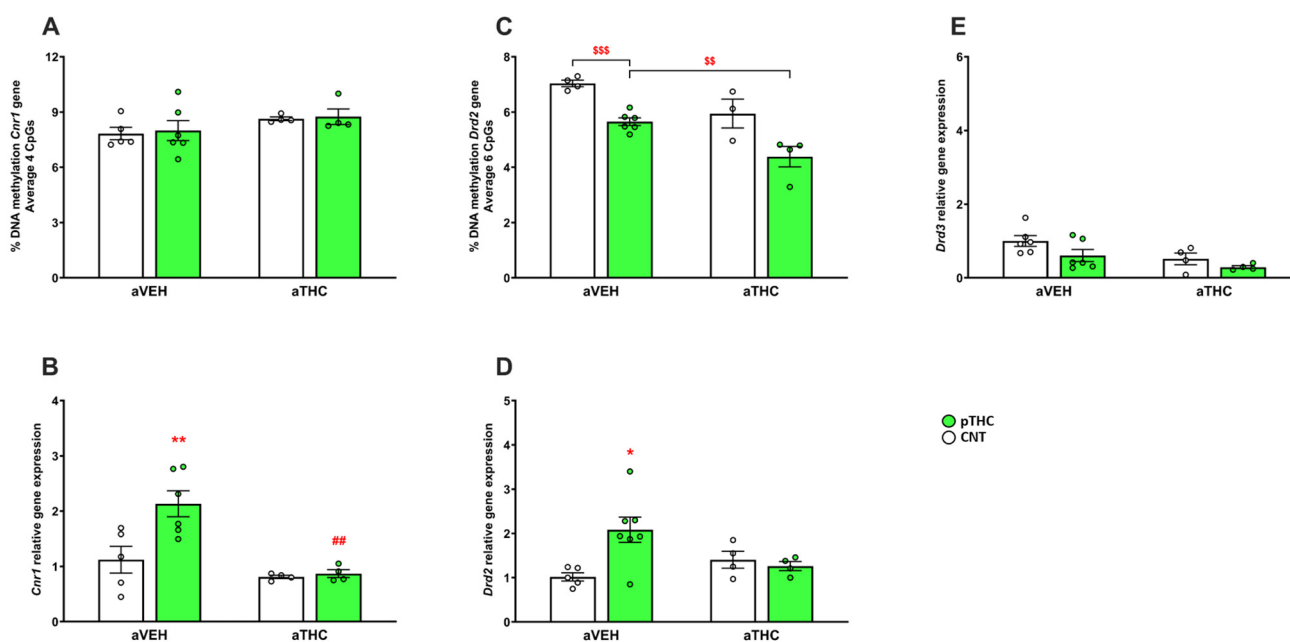 A
% DNA methylation Cnr1 gene
Average 4 CpGs
12
9
6
3
0
aVEH
aTHC
C
% DNA methylation Drd2 gene
Average 6 CpGs
8
6
4
2
0
$$$
$$
aVEH
aTHC
E
Drd3 relative gene expression
6
4
2
0
aVEH
aTHC
B
Cnr1 relative gene expression
4
3
2
1
0
**
##
aVEH
aTHC
D
Drd2 relative gene expression
5
4
3
2
1
0
*
aVEH
aTHC
pTHC
CNT